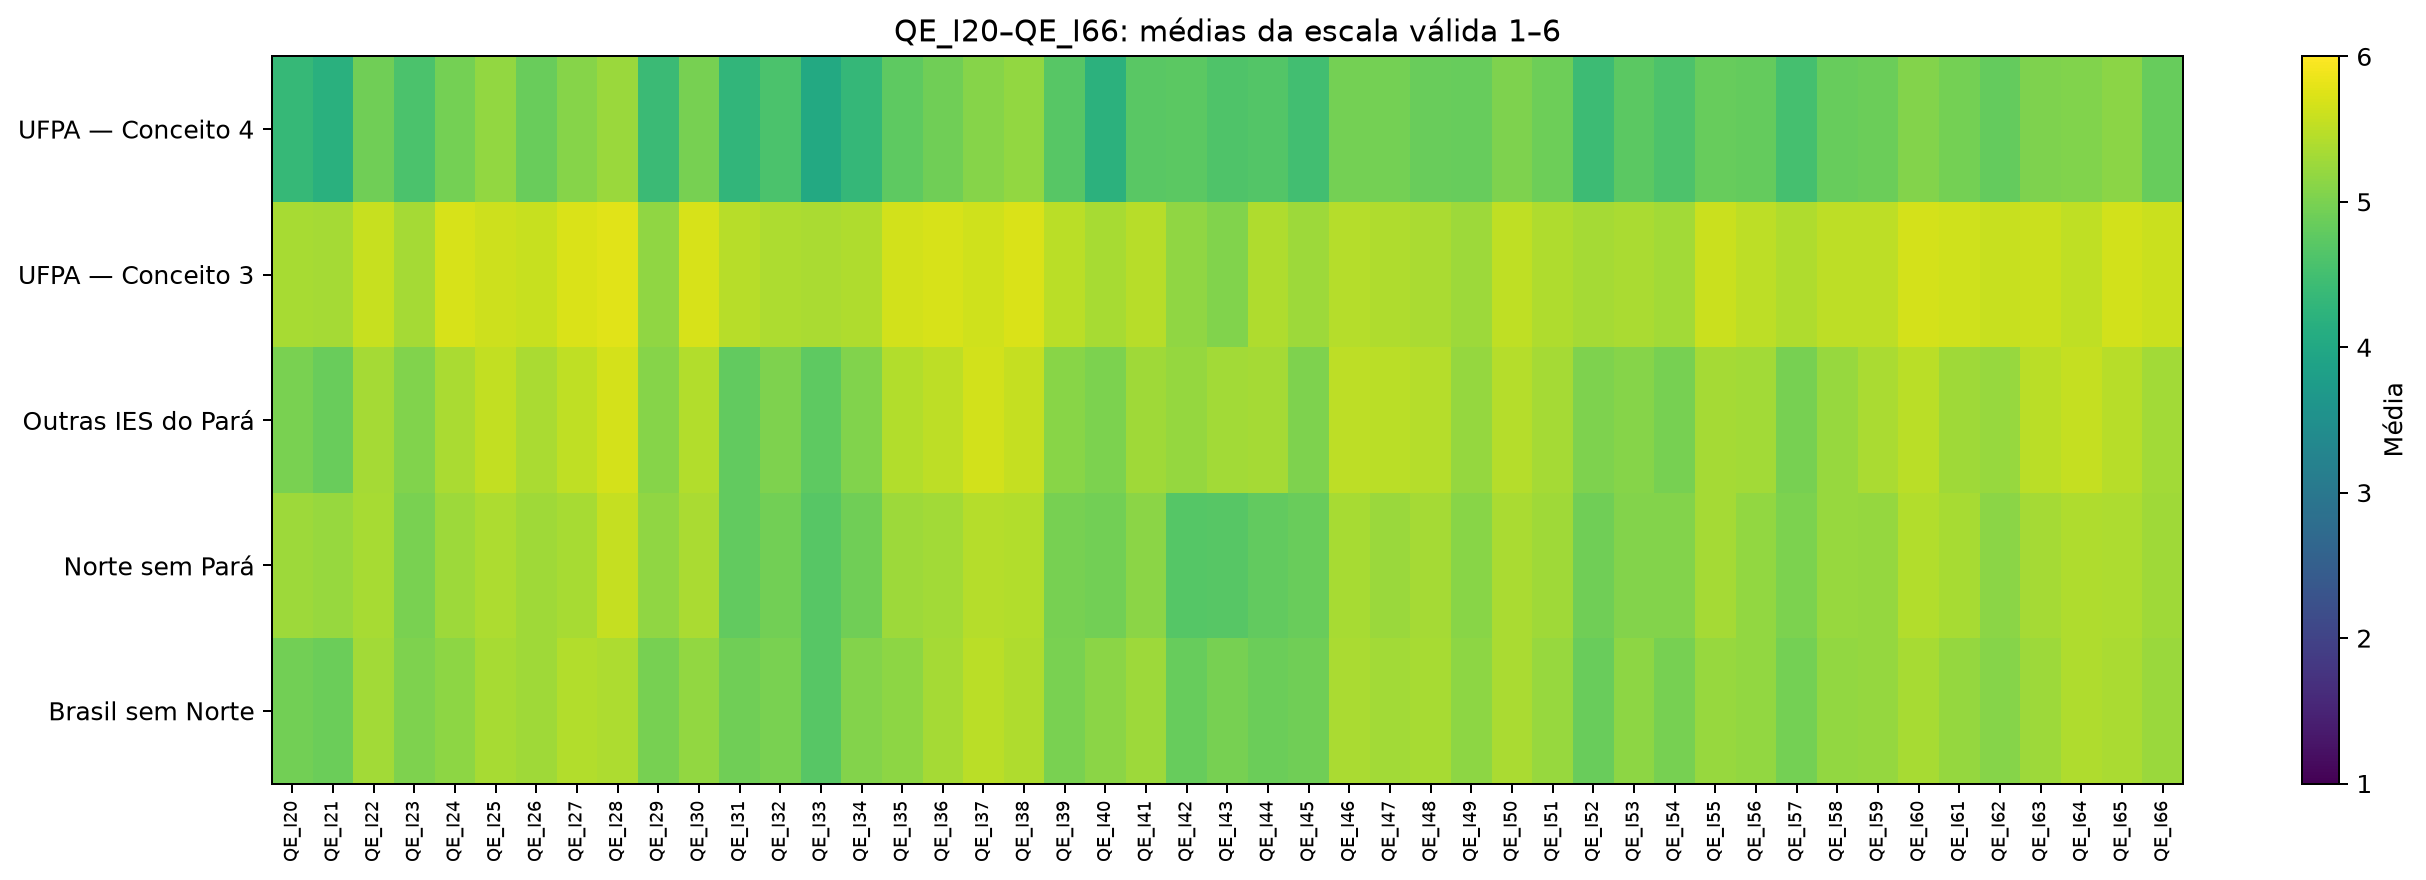 QE_I20–QE_I66: médias da escala válida 1–6
UFPA — Conceito 4
UFPA — Conceito 3
Outras IES do Pará
Norte sem Pará
Brasil sem Norte
QE_I20
QE_I21
QE_I22
QE_I23
QE_I24
QE_I25
QE_I26
QE_I27
QE_I28
QE_I29
QE_I30
QE_I31
QE_I32
QE_I33
QE_I34
QE_I35
QE_I36
QE_I37
QE_I38
QE_I39
QE_I40
QE_I41
QE_I42
QE_I43
QE_I44
QE_I45
QE_I46
QE_I47
QE_I48
QE_I49
QE_I50
QE_I51
QE_I52
QE_I53
QE_I54
QE_I55
QE_I56
QE_I57
QE_I58
QE_I59
QE_I60
QE_I61
QE_I62
QE_I63
QE_I64
QE_I65
QE_I66
6
5
4
3
2
1
Média